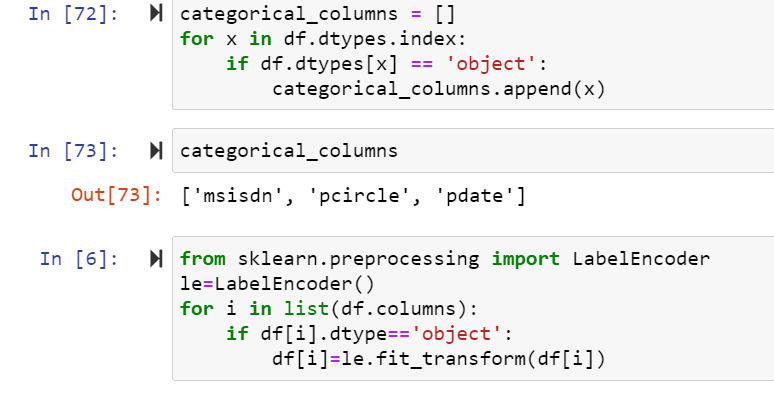 In [72]: categorical_columns = []
for x in df.dtypes.index:
    if df.dtypes[x] == 'object':
        categorical_columns.append(x)
In [73]: categorical_columns
Out[73]: ['msisdn', 'pcircle', 'pdate']
In [6]: from sklearn.preprocessing import LabelEncoder
le=LabelEncoder()
for i in list(df.columns):
    if df[i].dtype=='object':
        df[i]=le.fit_transform(df[i])